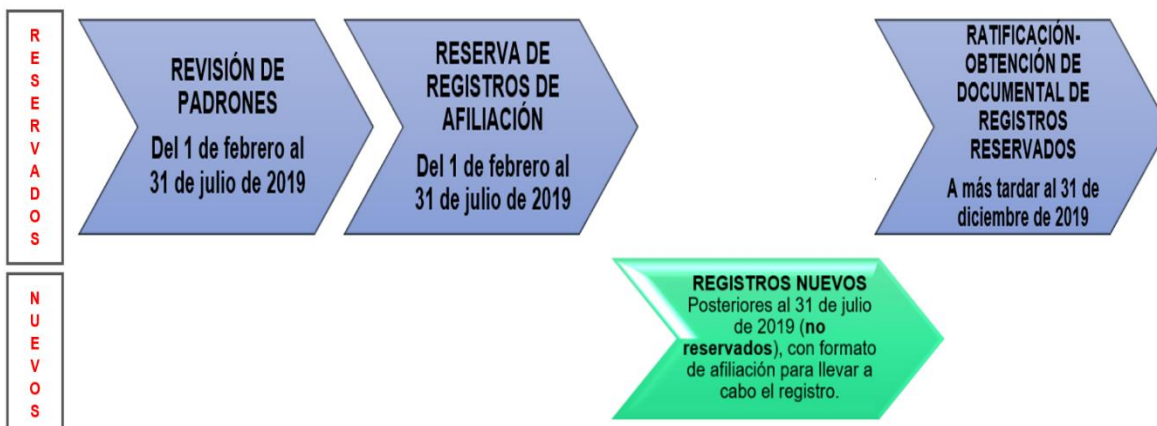 RESERVADOS
REVISIÓN DE
PADRONES
Del 1 de febrero al
31 de julio de 2019
RESERVA DE
REGISTROS DE
AFILIACIÓN
Del 1 de febrero al
31 de julio de 2019
RATIFICACIÓN-
OBTENCIÓN DE
DOCUMENTAL DE
REGISTROS
RESERVADOS
A más tardar al 31 de
diciembre de 2019
NUEVOS
REGISTROS NUEVOS
Posteriores al 31 de julio
de 2019 (no
reservados), con formato
de afiliación para llevar a
cabo el registro.